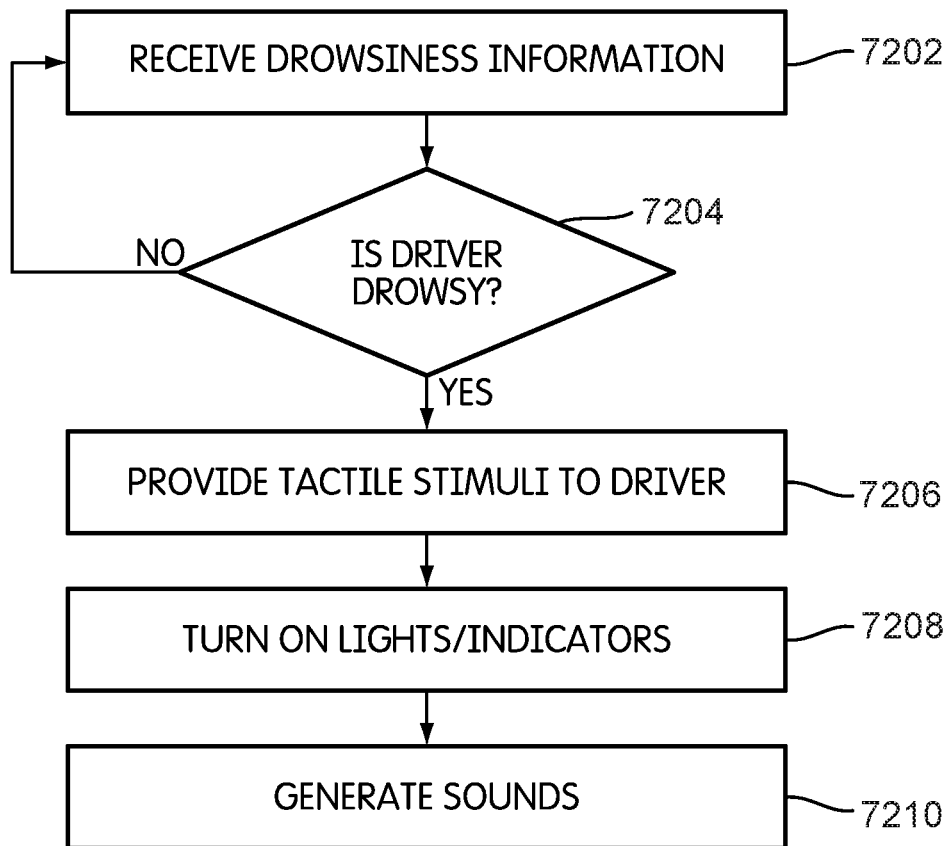 RECEIVE DROWSINESS INFORMATION
7202
7204
IS DRIVER
DROWSY?
NO
YES
PROVIDE TACTILE STIMULI TO DRIVER
7206
TURN ON LIGHTS/INDICATORS
7208
GENERATE SOUNDS
7210